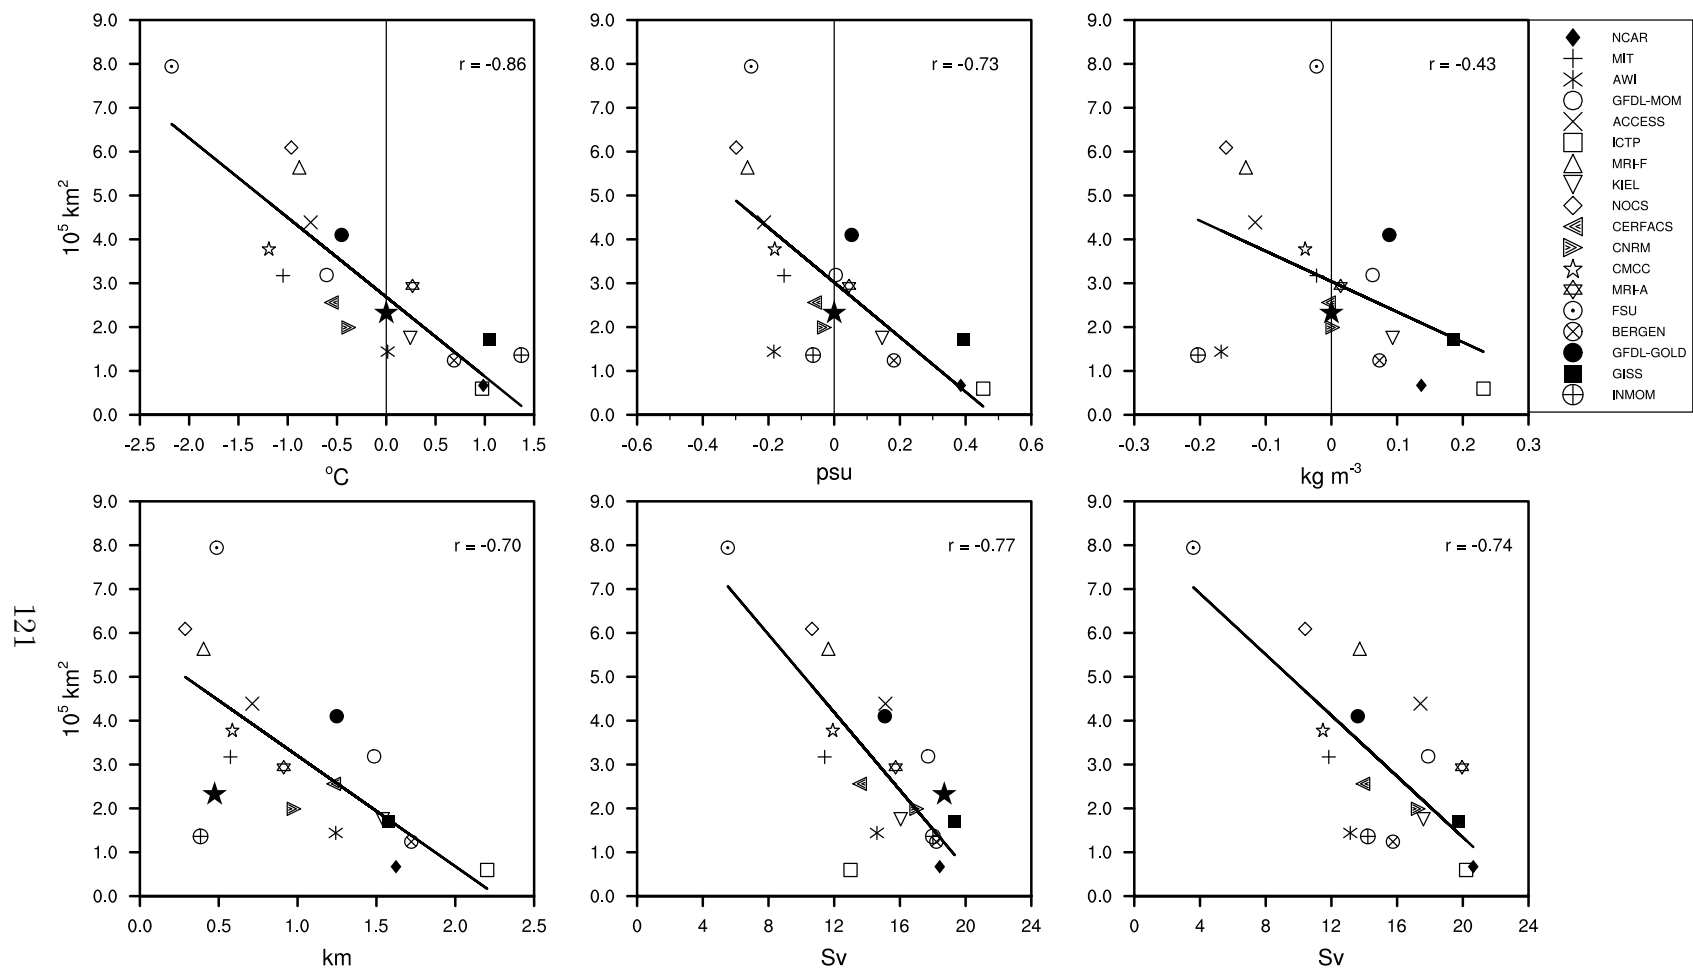 9.0
8.0
7.0
6.0
5.0
4.0
3.0
2.0
1.0
0.0
10⁵ km²
r = -0.86
-2.5 -2.0 -1.5 -1.0 -0.5 0.0 0.5 1.0 1.5
°C
9.0
8.0
7.0
6.0
5.0
4.0
3.0
2.0
1.0
0.0
r = -0.73
-0.6 -0.4 -0.2 0 0.2 0.4 0.6
psu
9.0
8.0
7.0
6.0
5.0
4.0
3.0
2.0
1.0
0.0
r = -0.43
-0.3 -0.2 -0.1 0 0.1 0.2 0.3
kg m⁻³
NCAR
MIT
AWI
GFDL-MOM
ACCESS
ICTP
MRI-F
KIEL
NOCS
CERFACS
CNRM
CMCC
MRI-A
FSU
BERGEN
GFDL-GOLD
GISS
INMOM
9.0
8.0
7.0
6.0
5.0
4.0
3.0
2.0
1.0
0.0
10⁵ km²
r = -0.70
0.0 0.5 1.0 1.5 2.0 2.5
km
9.0
8.0
7.0
6.0
5.0
4.0
3.0
2.0
1.0
0.0
r = -0.77
0 4 8 12 16 20 24
Sv
9.0
8.0
7.0
6.0
5.0
4.0
3.0
2.0
1.0
0.0
r = -0.74
0 4 8 12 16 20 24
Sv
121